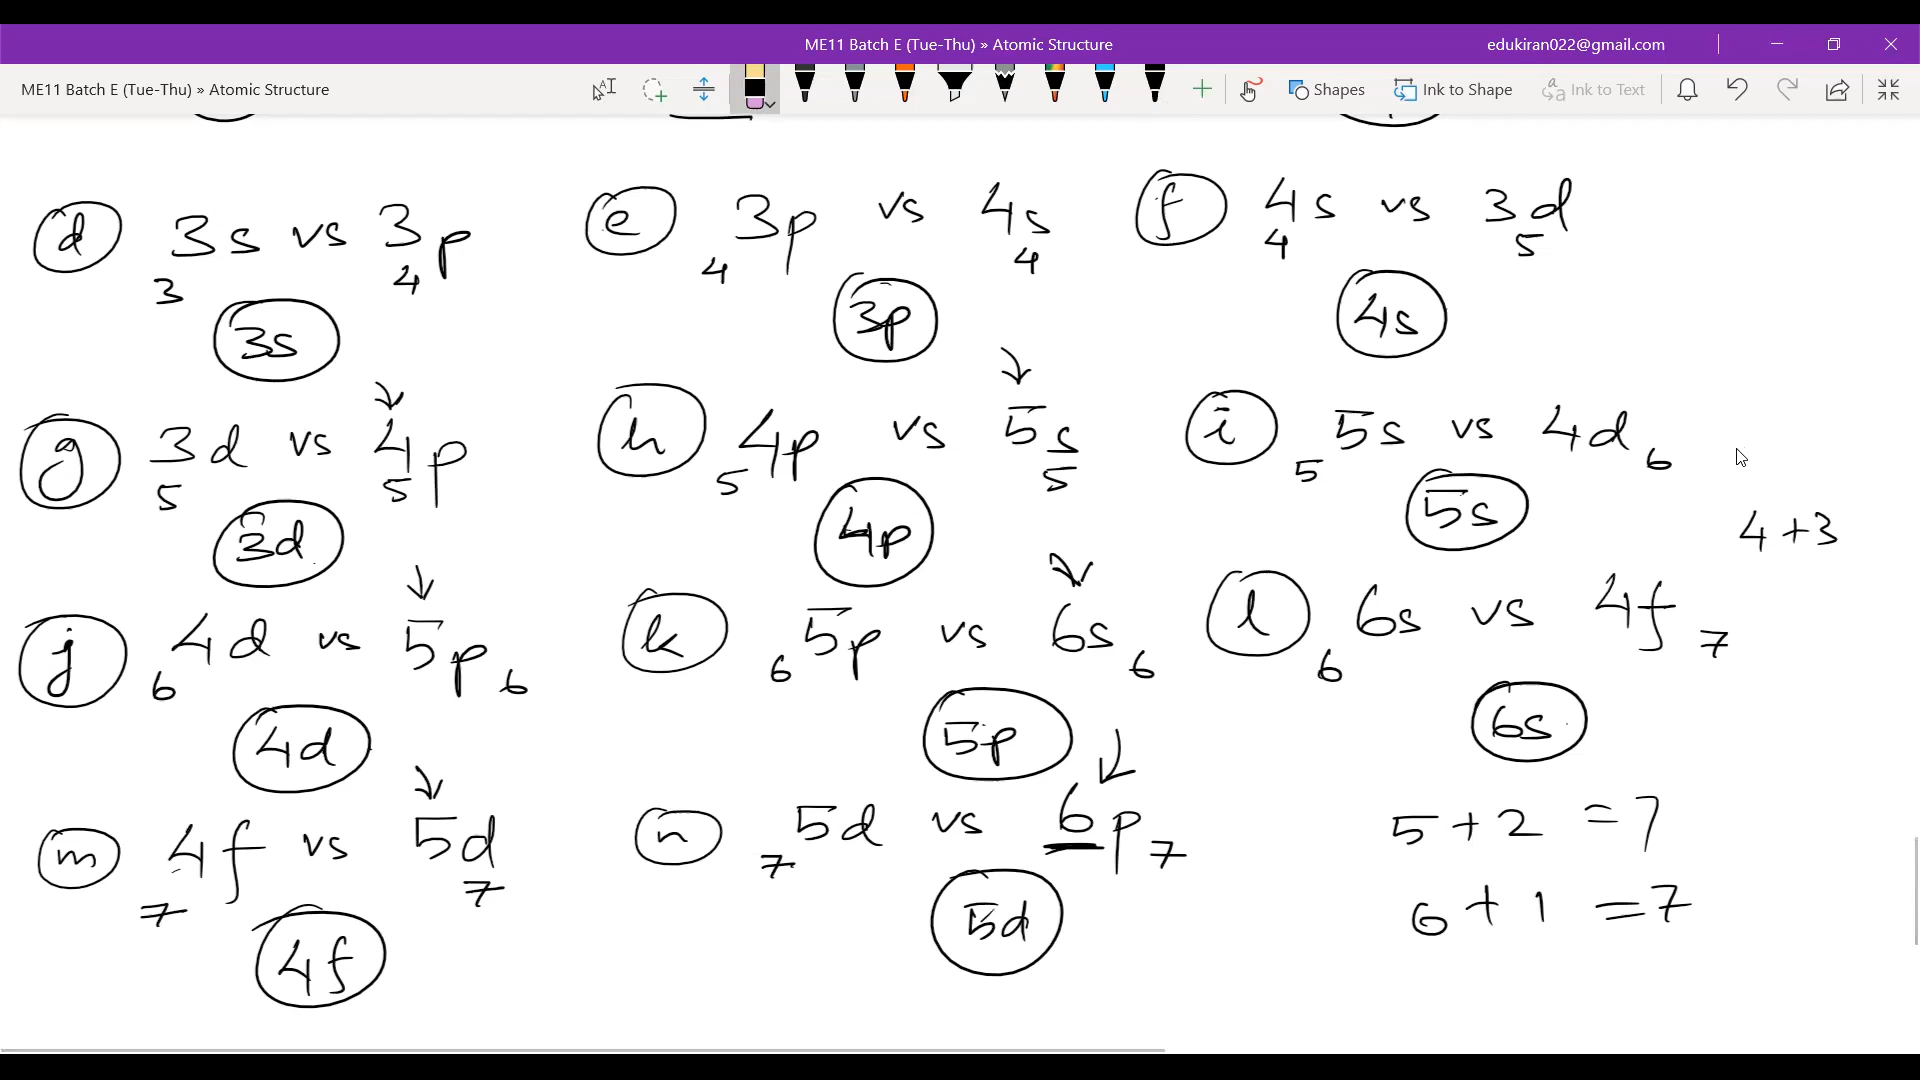 ME11 Batch E (Tue-Thu) » Atomic Structure
edukiran022@gmail.com
ME11 Batch E (Tue-Thu) » Atomic Structure
Shapes
Ink to Shape
Ink to Text
d 3s vs 3p
3 4
3s
e 3p vs 4s
4 4
3p
f 4s vs 3d
4 5
4s
g 3d vs 4p
5 5
3d
h 4p vs 5s
5 5
4p
i 5s vs 4d
5 6
5s
4 + 3
j 4d vs 5p
6 6
4d
k 5p vs 6s
6 6
5p
l 6s vs 4f
6 7
6s
m 4f vs 5d
7 7
4f
n 5d vs 6p
7 7
5d
5 + 2 = 7
6 + 1 = 7